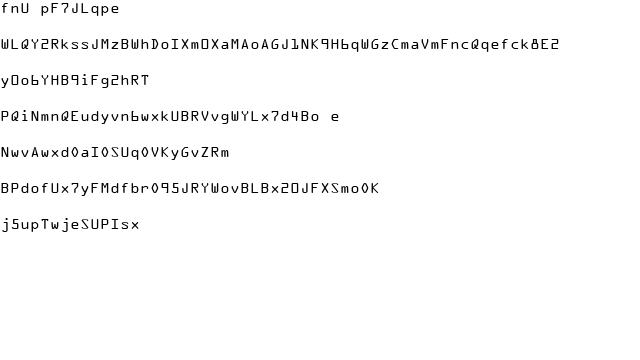 fnU pF7JLqpe
WLQY2RkssJMzBWhDoIXmOXaMAoAGJ1NK9H6qWGzCmaVmFncQqefck8E2
yOo6YHB9iFg2hRT
PQiNmnQEudyvn6wxkUBRVvgWYLx7d4Bo e
NwvAwxd0aI0SUq0VKyGvZRm
BPdofUx7yFMdfbr095JRYWovBLBx2OJFXSmo0K
j5upTwjeSUPIsx